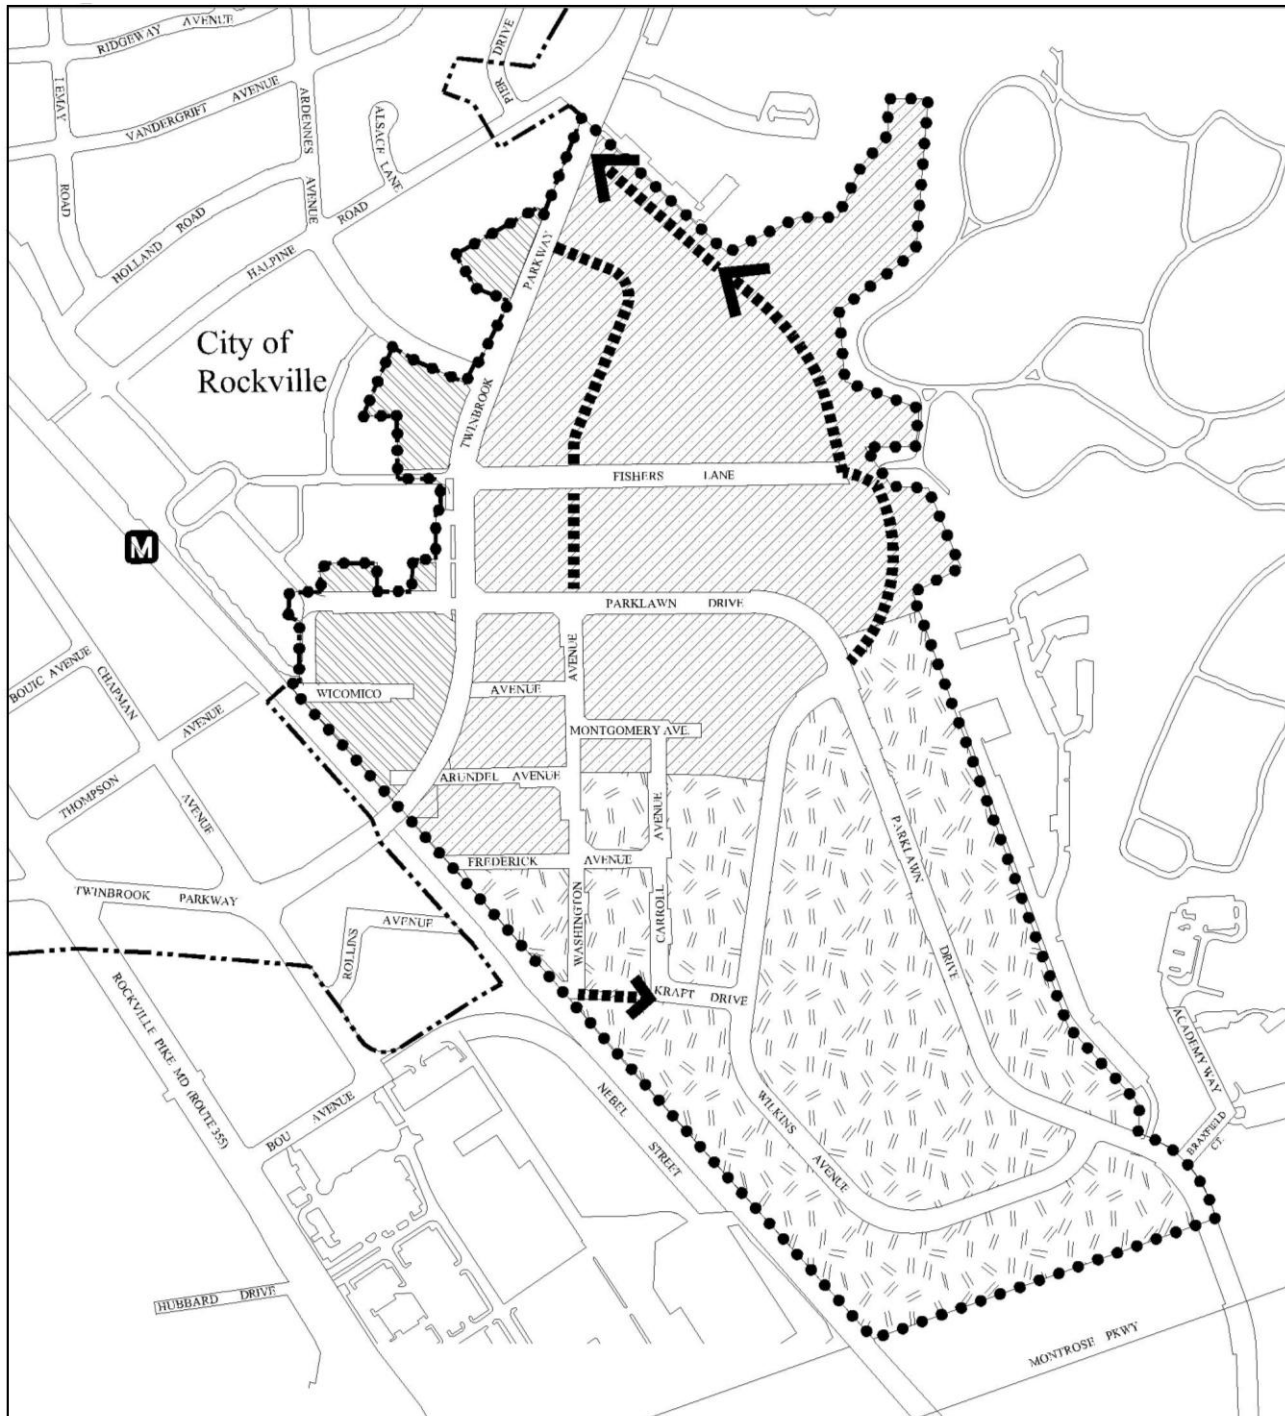 RIDGEWAY AVENUE
LEMAY
ROAD
VANDERGRIFT AVENUE
ARDENNES
AVENUE
ALSACE LANE
PIER DRIVE
HOLLAND ROAD
HALPINE ROAD
City of
Rockville
TWINBROOK PARKWAY
FISHERS LANE
M
PARKLAWN DRIVE
BOUIC AVENUE
CHAPMAN
AVENUE
WICOMICO
AVENUE
AVENUE
MONTGOMERY AVE.
THOMPSON AVENUE
ARUNDEL AVENUE
AVENUE
PARKLAWN
DRIVE
FREDERICK AVENUE
TWINBROOK PARKWAY
ROLLINS
AVENUE
WASHINGTON
CARROLL
KRAFT DRIVE
ROCKVILLE PIKE MD (ROUTE 355)
BOU AVENUE
NEBEL
STREET
WILKINS
AVENUE
ACADEMY WAY
BRAXFIELD
CT.
HUBBARD DRIVE
MONTROSE PKWY